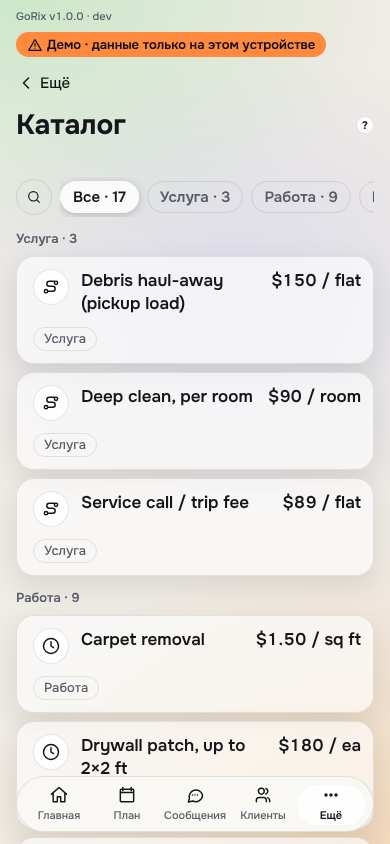 GoRix v1.0.0 · dev
Демо · данные только на этом устройстве
Ещё
Каталог
?
Все · 17
Услуга · 3
Работа · 9
Услуга · 3
Debris haul-away
(pickup load)
$150 / flat
Услуга
Deep clean, per room
$90 / room
Услуга
Service call / trip fee
$89 / flat
Услуга
Работа · 9
Carpet removal
$1.50 / sq ft
Работа
Drywall patch, up to
2×2 ft
$180 / ea
Главная
План
Сообщения
Клиенты
Ещё